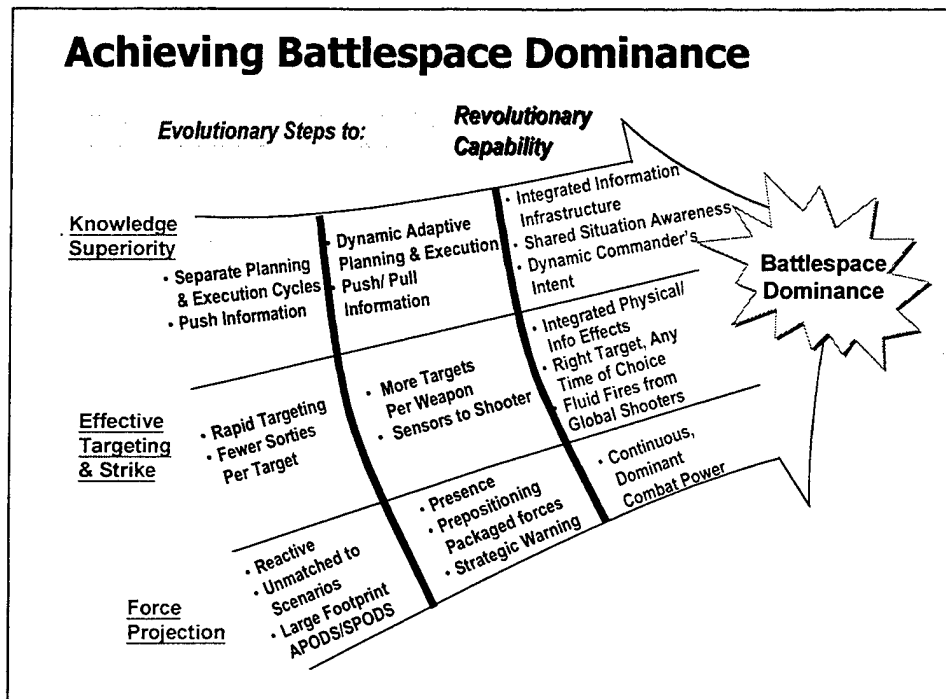 Achieving Battlespace Dominance
Evolutionary Steps to:
Revolutionary
Capability
Knowledge
Superiority
• Separate Planning
& Execution Cycles
• Push Information
• Dynamic Adaptive
Planning & Execution
• Push/ Pull
Information
• Integrated Information
Infrastructure
• Shared Situation Awareness
• Dynamic Commander's
Intent
Battlespace
Dominance
Effective
Targeting
& Strike
• Rapid Targeting
• Fewer Sorties
Per Target
• More Targets
Per Weapon
• Sensors to Shooter
• Integrated Physical/
Info Effects
• Right Target, Any
Time of Choice
• Fluid Fires from
Global Shooters
Force
Projection
• Reactive
• Unmatched to
Scenarios
• Large Footprint
APODS/SPODS
• Presence
• Prepositioning
Packaged forces
• Strategic Warning
• Continuous,
Dominant
Combat Power